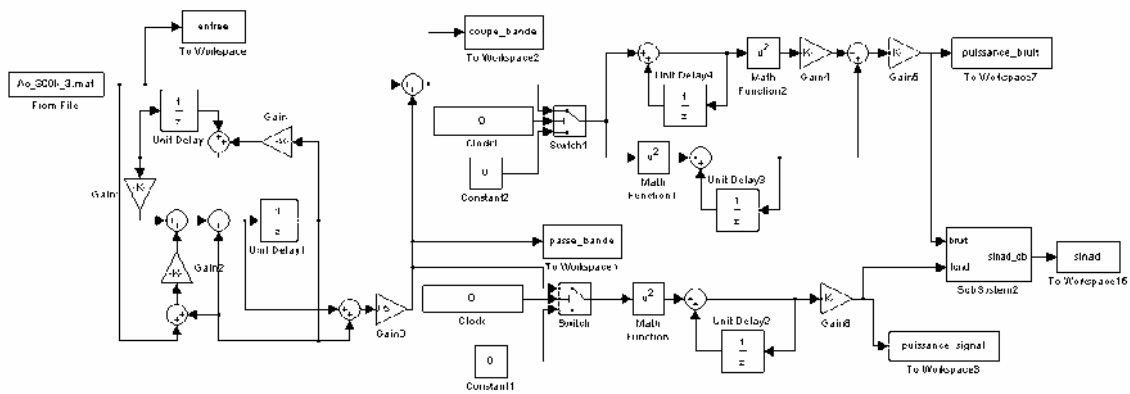 entree
To Workspace
coupe_bande
To Workspace2
Ao_300k_3.mat
From File
1
z
Unit Delay
Gain
-K-
Gain1
-K-
1
z
Unit Delay1
Gain2
-K-
Gain3
0
Clock1
Switch1
0
Constant2
Unit Delay4
1
z
u²
Math
Function2
K-
Gain4
K-
Gain5
puissance_bruit
To Workspace7
u²
Math
Function1
Unit Delay3
1
z
passe_bande
To Workspace1
0
Clock
Switch
0
Constant1
u²
Math
Function
Unit Delay2
1
z
K-
Gain6
bruit
fond
sinad_db
SubSystem2
sinad
To Workspace16
puissance_signal
To Workspace3